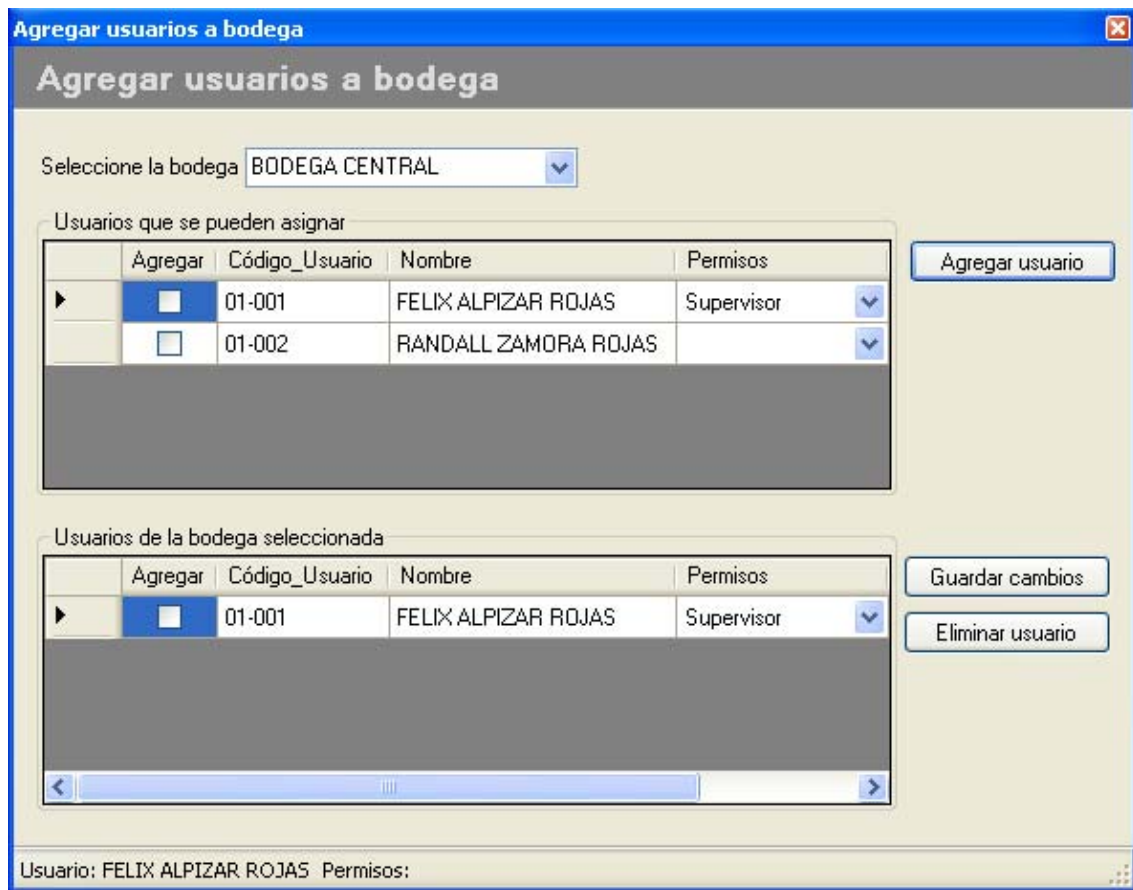 Agregar usuarios a bodega
Agregar usuarios a bodega
Seleccione la bodega BODEGA CENTRAL
Usuarios que se pueden asignar
Agregar Código_Usuario Nombre Permisos
Agregar usuario
01-001 FELIX ALPIZAR ROJAS Supervisor
01-002 RANDALL ZAMORA ROJAS
Usuarios de la bodega seleccionada
Agregar Código_Usuario Nombre Permisos
Guardar cambios
01-001 FELIX ALPIZAR ROJAS Supervisor
Eliminar usuario
Usuario: FELIX ALPIZAR ROJAS Permisos: